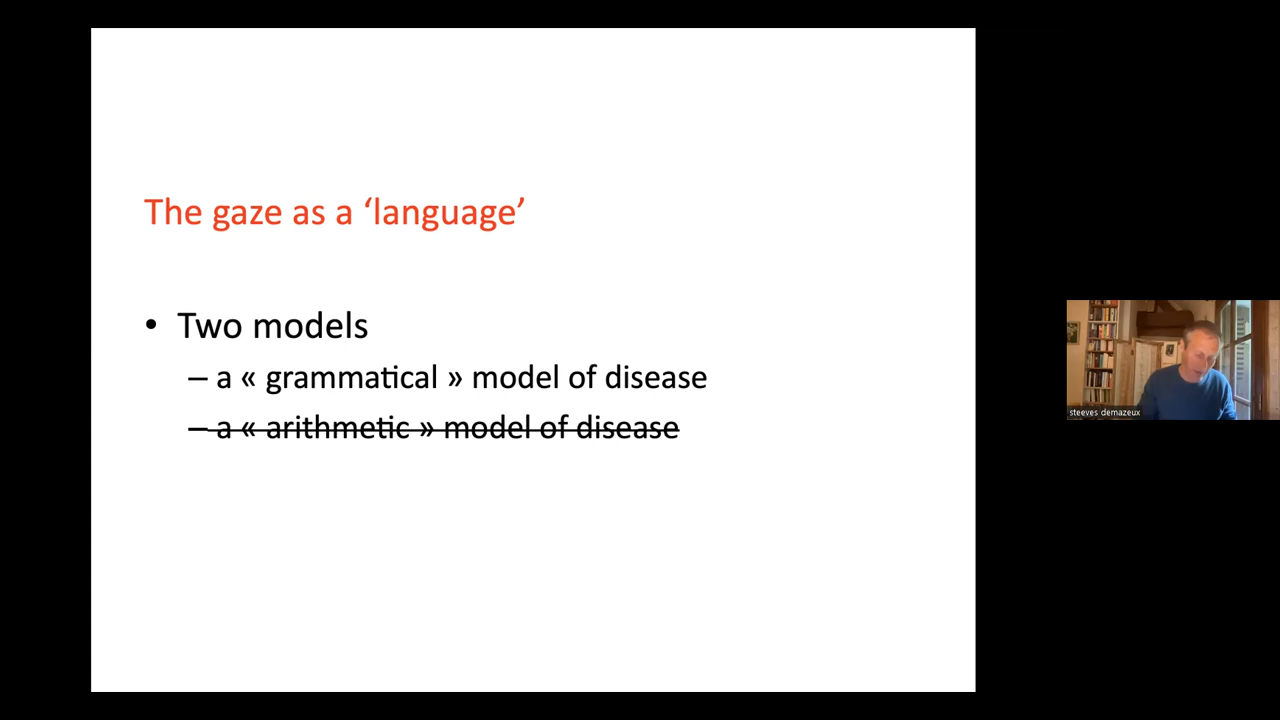 The gaze as a ‘language’
• Two models
– a « grammatical » model of disease
– a « arithmetic » model of disease
steeves demazeux